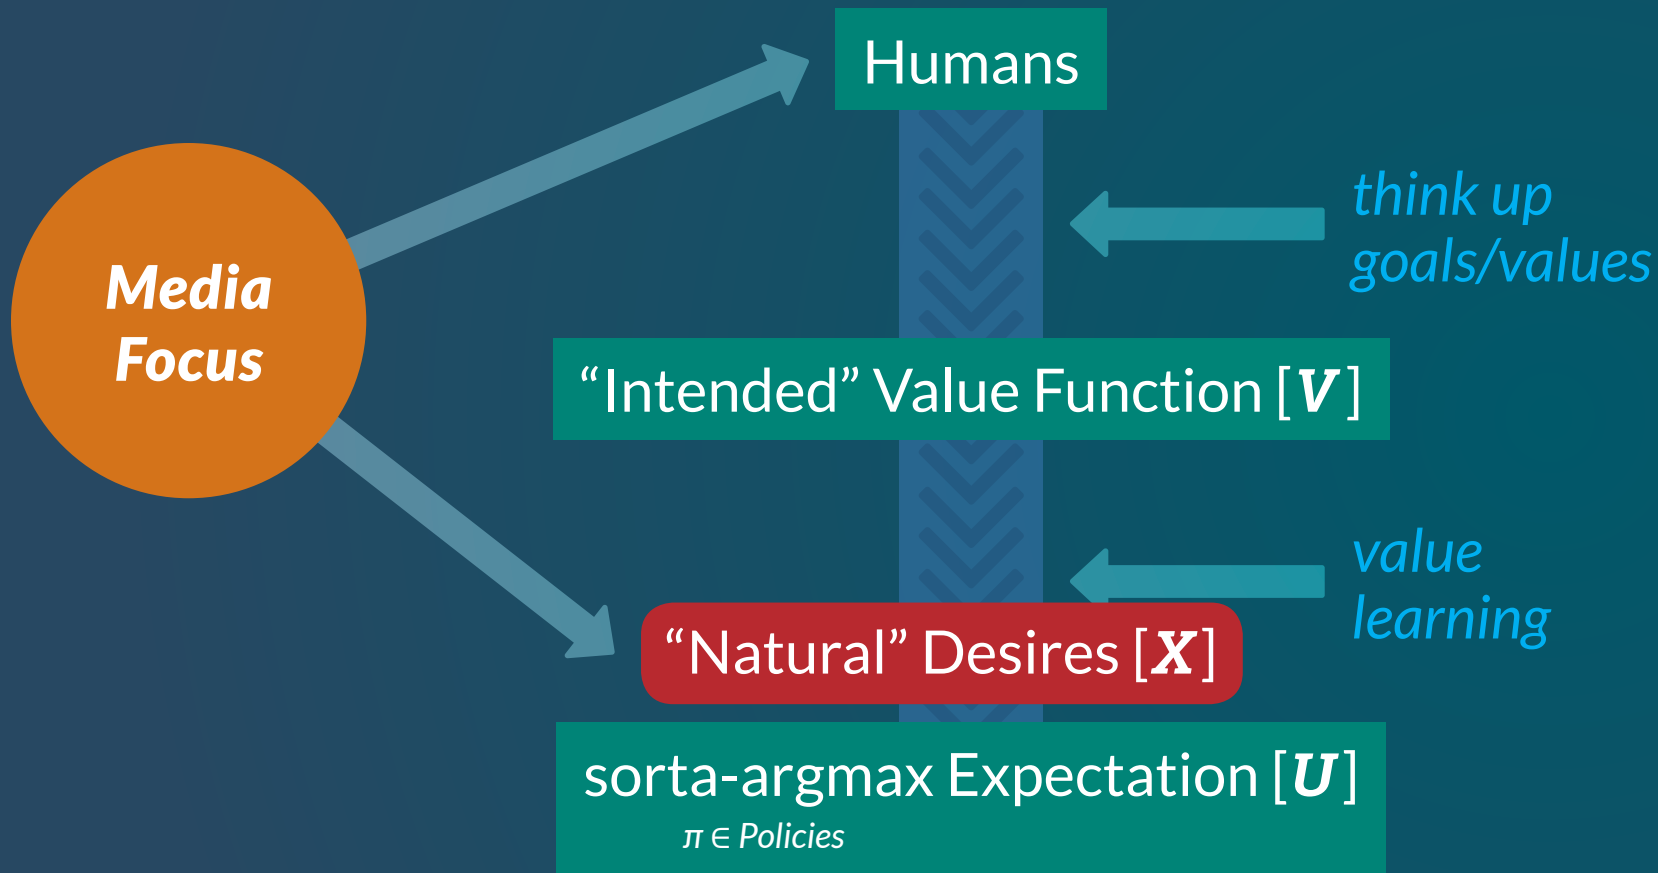 Humans
think up
goals/values
Media
Focus
“Intended” Value Function [V]
value
learning
“Natural” Desires [X]
sorta-argmax Expectation [U]
π ∈ Policies